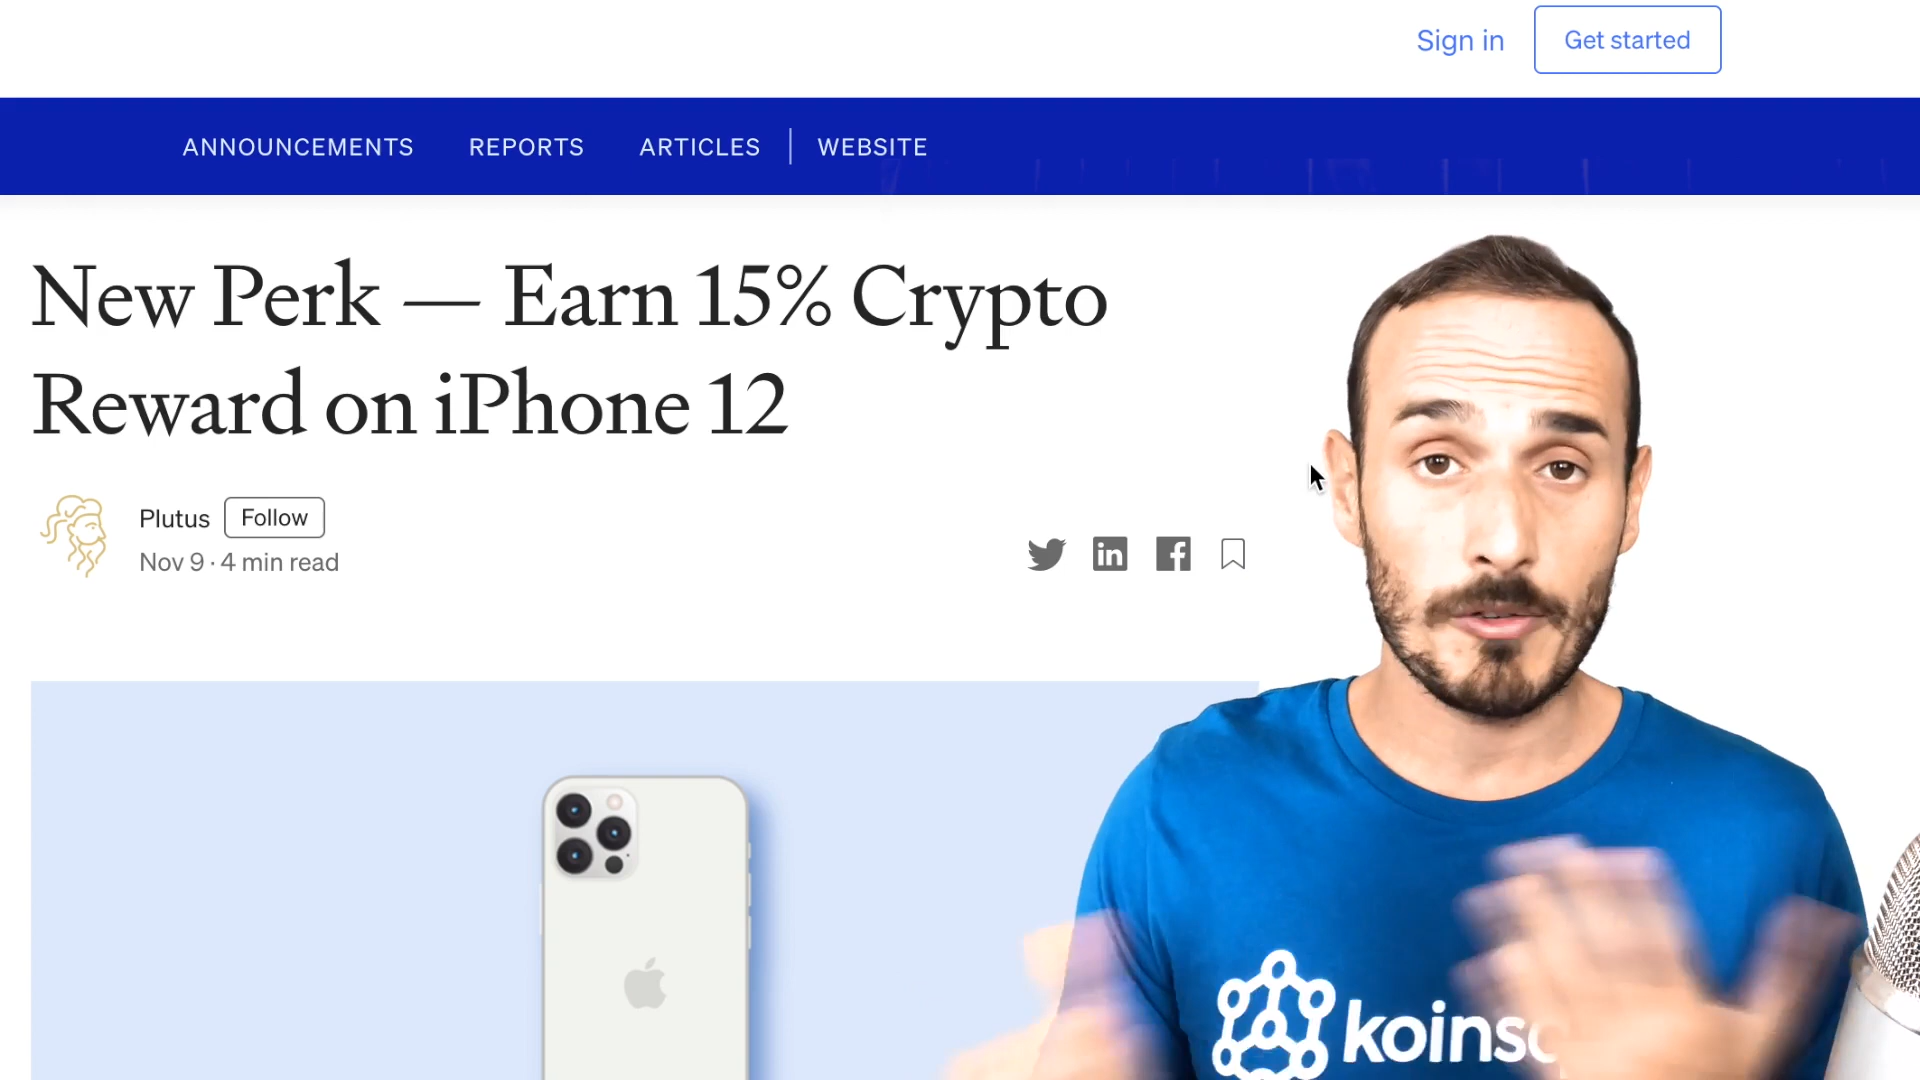 Sign in
Get started
ANNOUNCEMENTS
REPORTS
ARTICLES
WEBSITE
New Perk — Earn 15% Crypto
Reward on iPhone 12
Plutus
Follow
Nov 9 · 4 min read
in